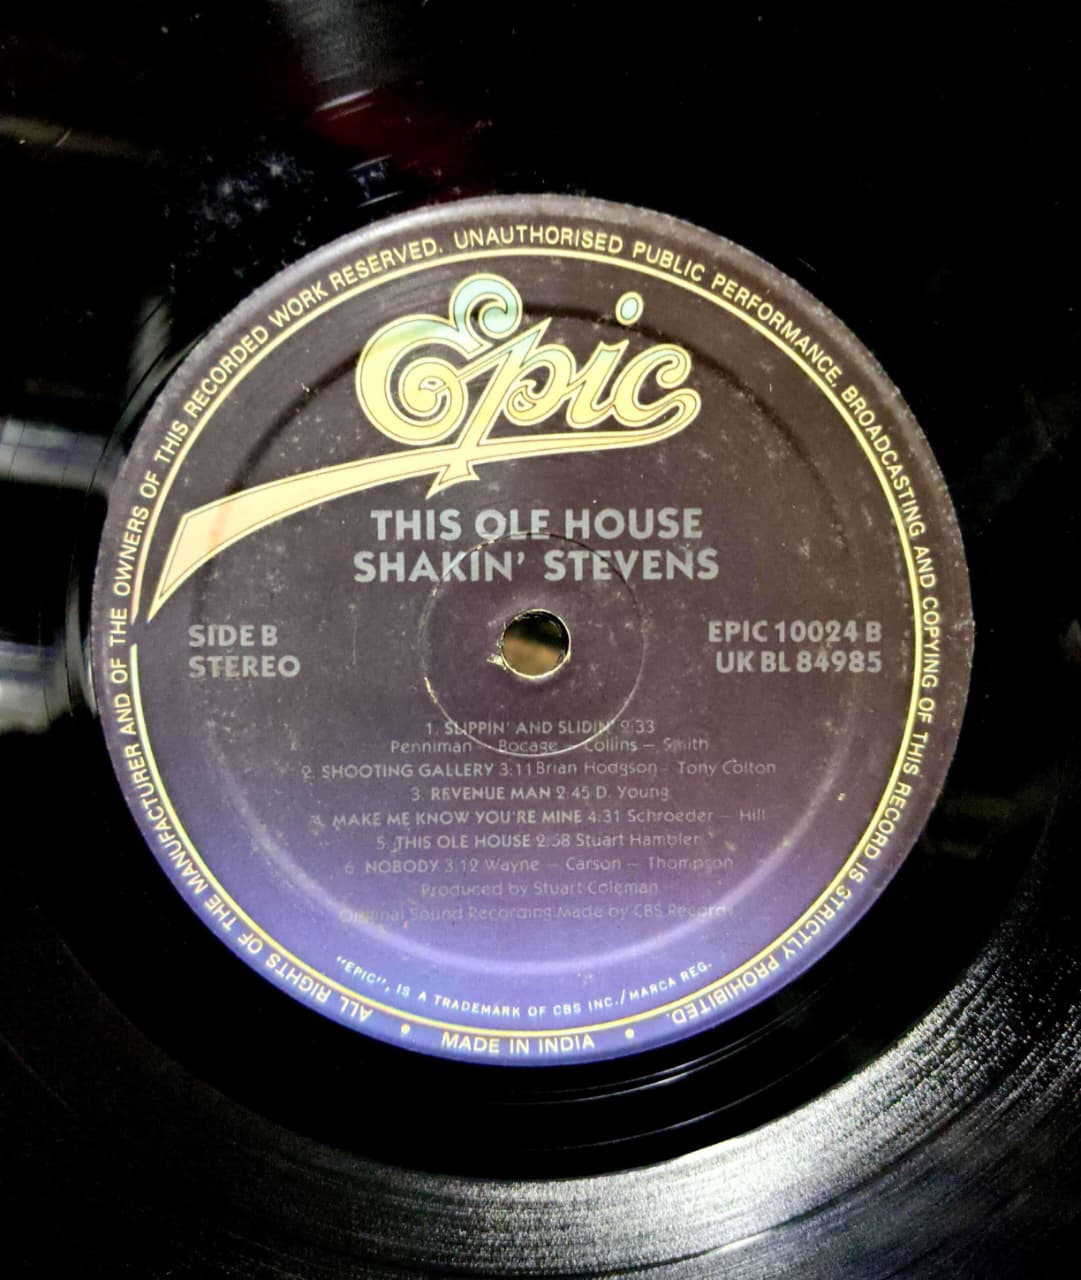 ALL RIGHTS OF THE MANUFACTURER AND OF THE OWNERS OF THIS RECORDED WORK RESERVED. UNAUTHORISED PUBLIC PERFORMANCE, BROADCASTING AND COPYING OF THIS RECORD IS STRICTLY PROHIBITED.
Epic
THIS OLE HOUSE
SHAKIN' STEVENS
SIDE B
STEREO
EPIC 10024 B
UK BL 84985
1. SLIPPIN' AND SLIDIN' 2:33
Penniman – Bocage – Collins – Smith
2. SHOOTING GALLERY 3:11 Brian Hodgson – Tony Colton
3. REVENUE MAN 2:45 D. Young
4. MAKE ME KNOW YOU'RE MINE 4:31 Schroeder – Hill
5. THIS OLE HOUSE 2:58 Stuart Hambler
6. NOBODY 3:12 Wayne – Carson – Thompson
Produced by Stuart Coleman
Original Sound Recording Made by CBS Records
"EPIC", IS A TRADEMARK OF CBS INC./MARCA REG.
• MADE IN INDIA •